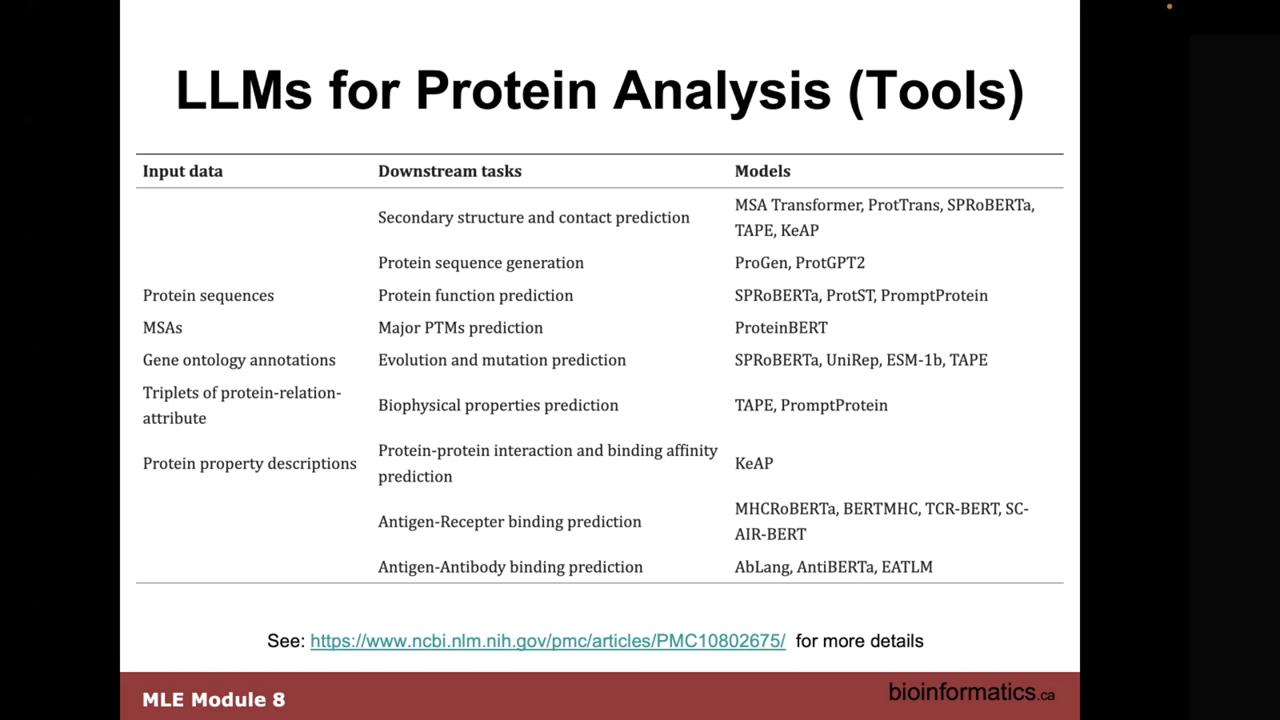 LLMs for Protein Analysis (Tools)
Input data Downstream tasks Models
Secondary structure and contact prediction MSA Transformer, ProtTrans, SPRoBERTa,
TAPE, KeAP
Protein sequence generation ProGen, ProtGPT2
Protein sequences Protein function prediction SPRoBERTa, ProtST, PromptProtein
MSAs Major PTMs prediction ProteinBERT
Gene ontology annotations Evolution and mutation prediction SPRoBERTa, UniRep, ESM-1b, TAPE
Triplets of protein-relation-
attribute Biophysical properties prediction TAPE, PromptProtein
Protein property descriptions Protein-protein interaction and binding affinity
prediction KeAP
Antigen-Recepter binding prediction MHCRoBERTa, BERTMHC, TCR-BERT, SC-
AIR-BERT
Antigen-Antibody binding prediction AbLang, AntiBERTa, EATLM
See: https://www.ncbi.nlm.nih.gov/pmc/articles/PMC10802675/ for more details
MLE Module 8
bioinformatics.ca